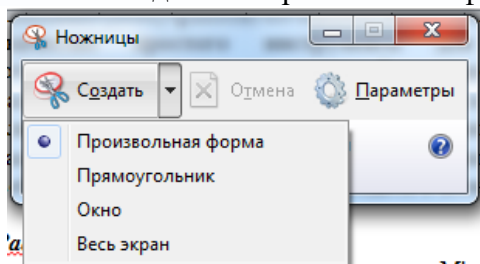 Ножницы
Создать Отмена Параметры
Произвольная форма
Прямоугольник
Окно
Весь экран